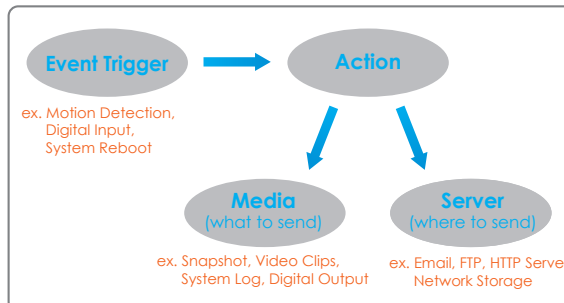 Event Trigger
Action
ex. Motion Detection,
Digital Input,
System Reboot
Media
(what to send)
Server
(where to send)
ex. Snapshot, Video Clips,
System Log, Digital Output
ex. Email, FTP, HTTP Serve
Network Storage